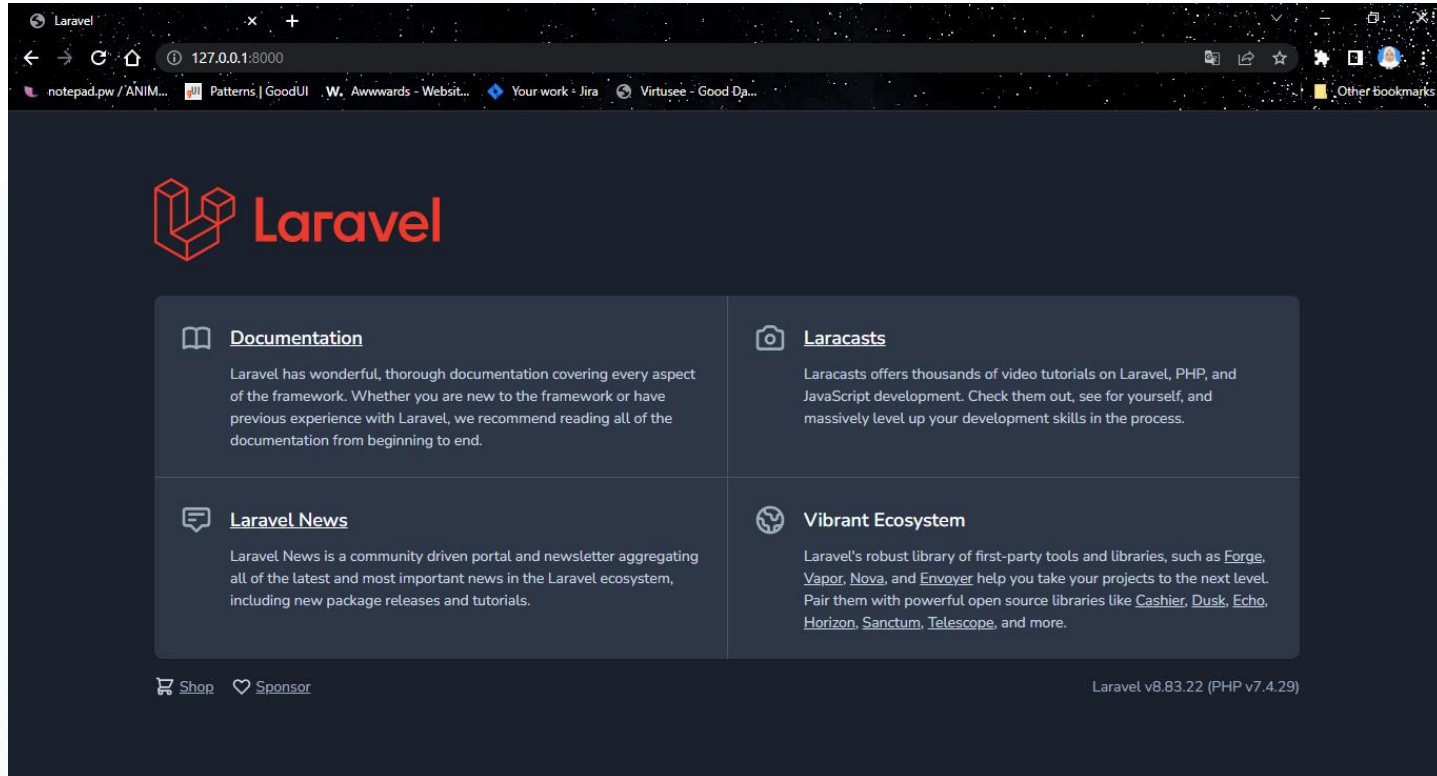 Laravel
127.0.0.1:8000
notepad.pw / ANIM... gUI Patterns | GoodUI W. Awwwards - Websit... Your work - Jira Virtusee - Good Da... Other bookmarks
Laravel
Documentation
Laravel has wonderful, thorough documentation covering every aspect
of the framework. Whether you are new to the framework or have
previous experience with Laravel, we recommend reading all of the
documentation from beginning to end.
Laracasts
Laracasts offers thousands of video tutorials on Laravel, PHP, and
JavaScript development. Check them out, see for yourself, and
massively level up your development skills in the process.
Laravel News
Laravel News is a community driven portal and newsletter aggregating
all of the latest and most important news in the Laravel ecosystem,
including new package releases and tutorials.
Vibrant Ecosystem
Laravel's robust library of first-party tools and libraries, such as Forge,
Vapor, Nova, and Envoyer help you take your projects to the next level.
Pair them with powerful open source libraries like Cashier, Dusk, Echo,
Horizon, Sanctum, Telescope, and more.
Shop Sponsor Laravel v8.83.22 (PHP v7.4.29)